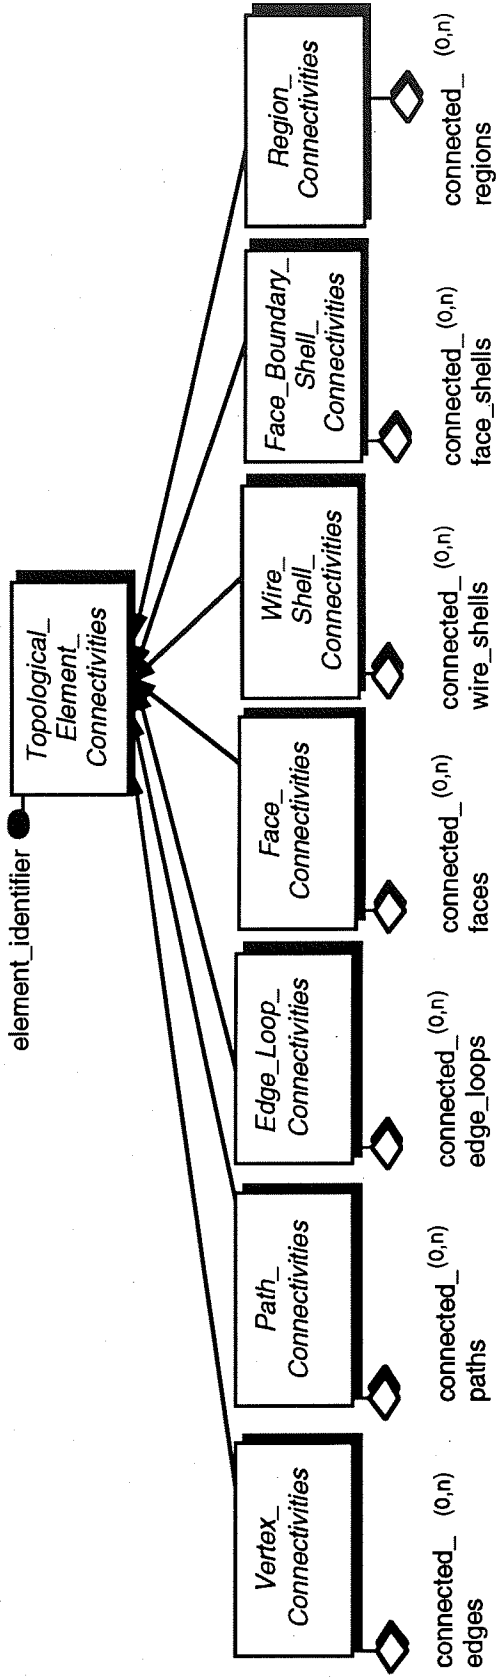 element_identifier
Topological_
Element_
Connectivities
Vertex_
Connectivities
Path_
Connectivities
Edge_Loop_
Connectivities
Face_
Connectivities
Wire_
Shell_
Connectivities
Face_Boundary_
Shell_
Connectivities
Region_
Connectivities
connected_ (0,n)
edges
connected_ (0,n)
paths
connected_ (0,n)
edge_loops
connected_ (0,n)
faces
connected_ (0,n)
wire_shells
connected_ (0,n)
face_shells
connected_ (0,n)
regions